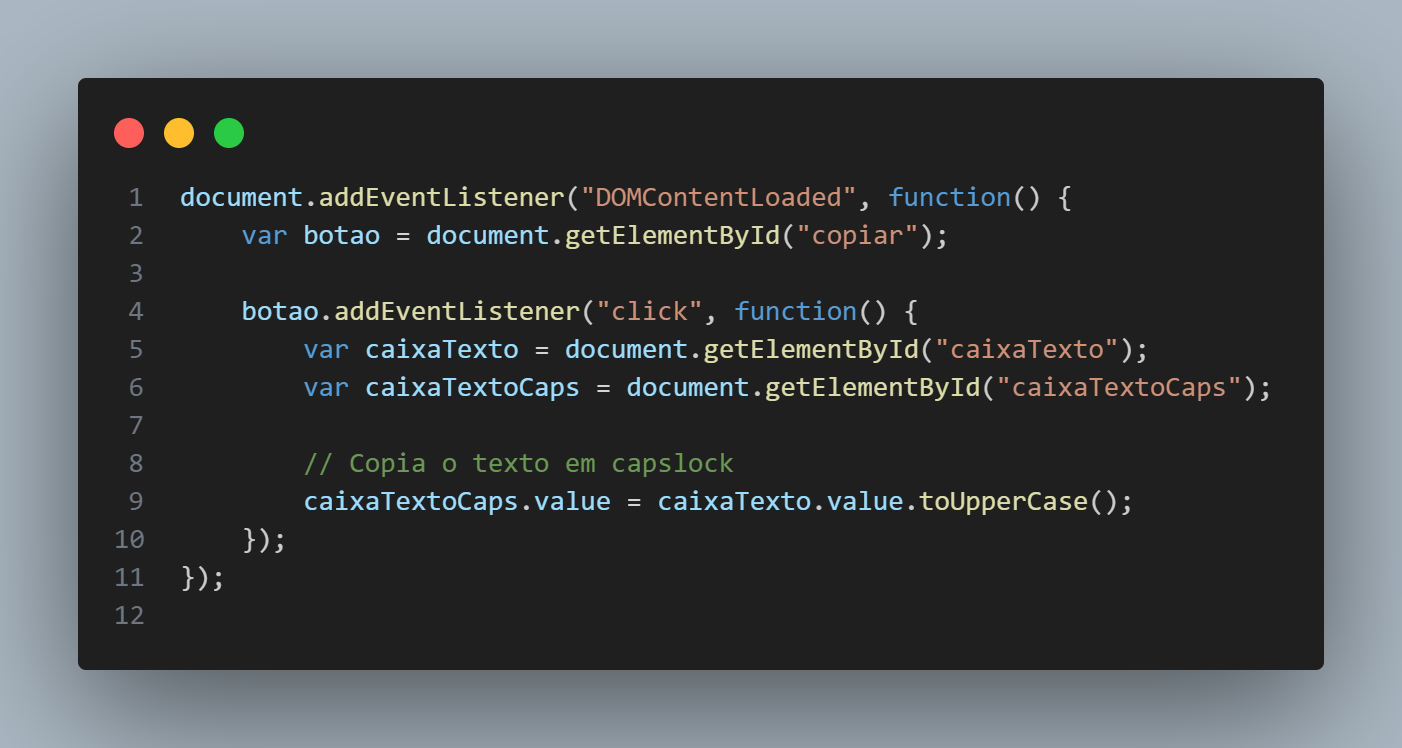 1 document.addEventListener("DOMContentLoaded", function() {
2     var botao = document.getElementById("copiar");
3
4     botao.addEventListener("click", function() {
5         var caixaTexto = document.getElementById("caixaTexto");
6         var caixaTextoCaps = document.getElementById("caixaTextoCaps");
7
8         // Copia o texto em capslock
9         caixaTextoCaps.value = caixaTexto.value.toUpperCase();
10     });
11 });
12